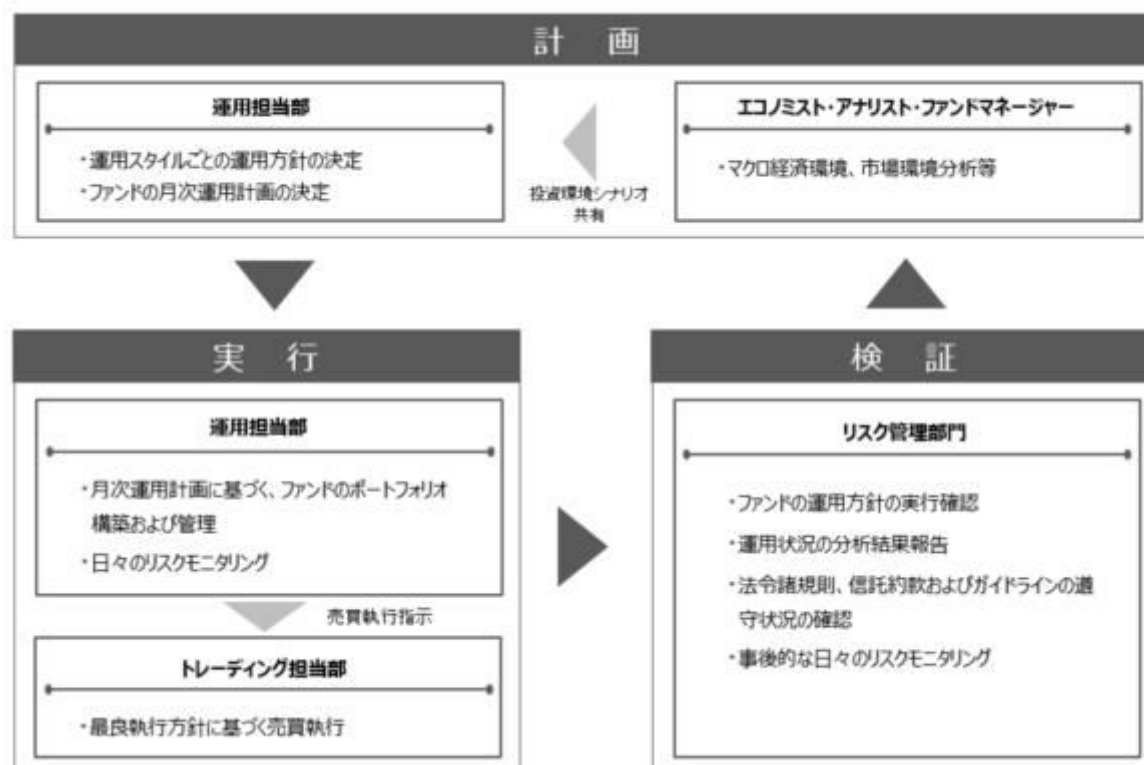 計 画
運用担当部
・運用スタイルごとの運用方針の決定
・ファンドの月次運用計画の決定
投資環境シナリオ
共有
エコノミスト・アナリスト・ファンドマネージャー
・マクロ経済環境、市場環境分析等
実 行
運用担当部
・月次運用計画に基づく、ファンドのポートフォリオ
構築および管理
・日々のリスクモニタリング
売買執行指示
トレーディング担当部
・最良執行方針に基づく売買執行
検 証
リスク管理部門
・ファンドの運用方針の実行確認
・運用状況の分析結果報告
・法令諸規則、信託約款およびガイドラインの遵
守状況の確認
・事後的な日々のリスクモニタリング